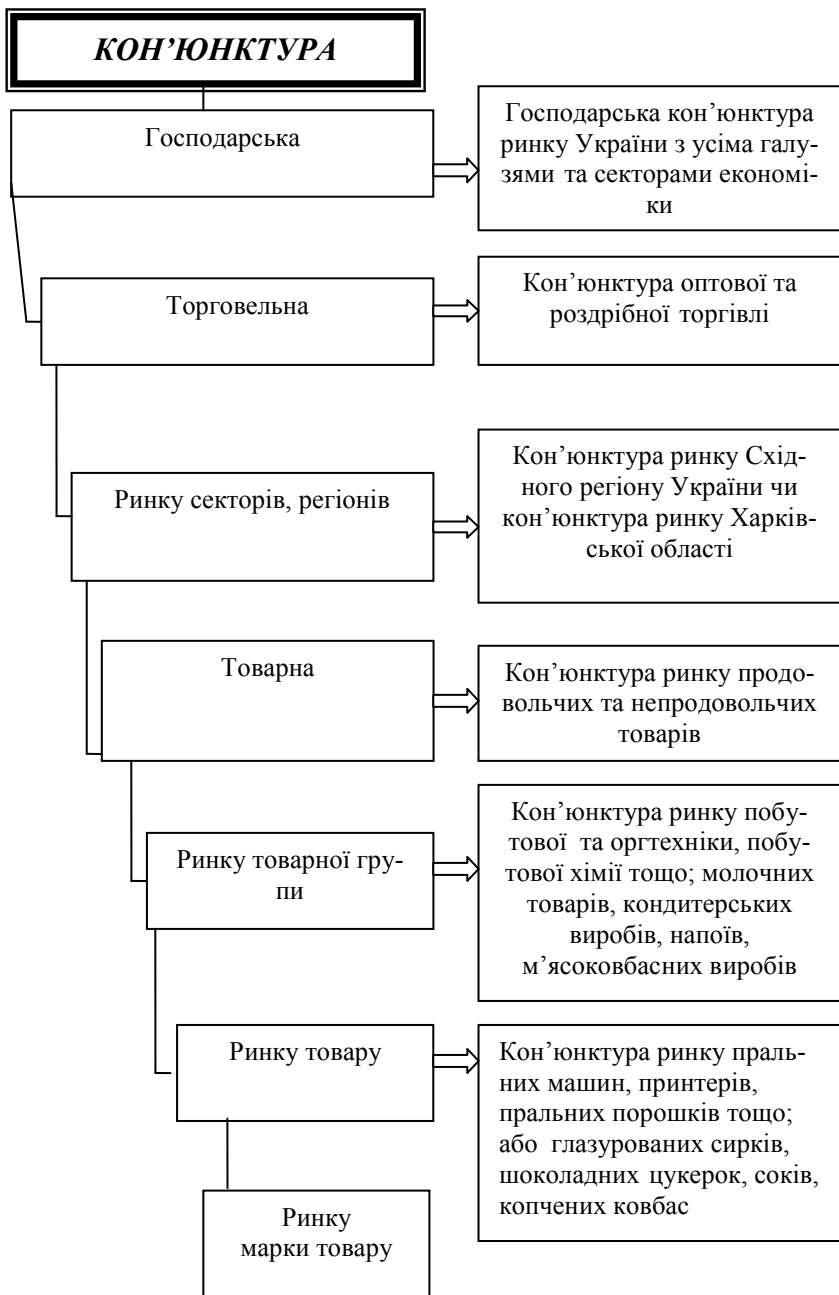 КОН’ЮНКТУРА
Господарська
Господарська кон’юнктура
ринку України з усіма галу-
зями та секторами економі-
ки
Торговельна
Кон’юнктура оптової та
роздрібної торгівлі
Ринку секторів, регіонів
Кон’юнктура ринку Схід-
ного регіону України чи
кон’юнктура ринку Харків-
ської області
Товарна
Кон’юнктура ринку продо-
вольчих та непродовольчих
товарів
Ринку товарної гру-
пи
Кон’юнктура ринку побу-
тової та оргтехніки, побу-
тової хімії тощо; молочних
товарів, кондитерських
виробів, напоїв,
м’ясоковбасних виробів
Ринку товару
Кон’юнктура ринку праль-
них машин, принтерів,
пральних порошків тощо;
або глазурованих сирків,
шоколадних цукерок, соків,
копчених ковбас
Ринку
марки товару